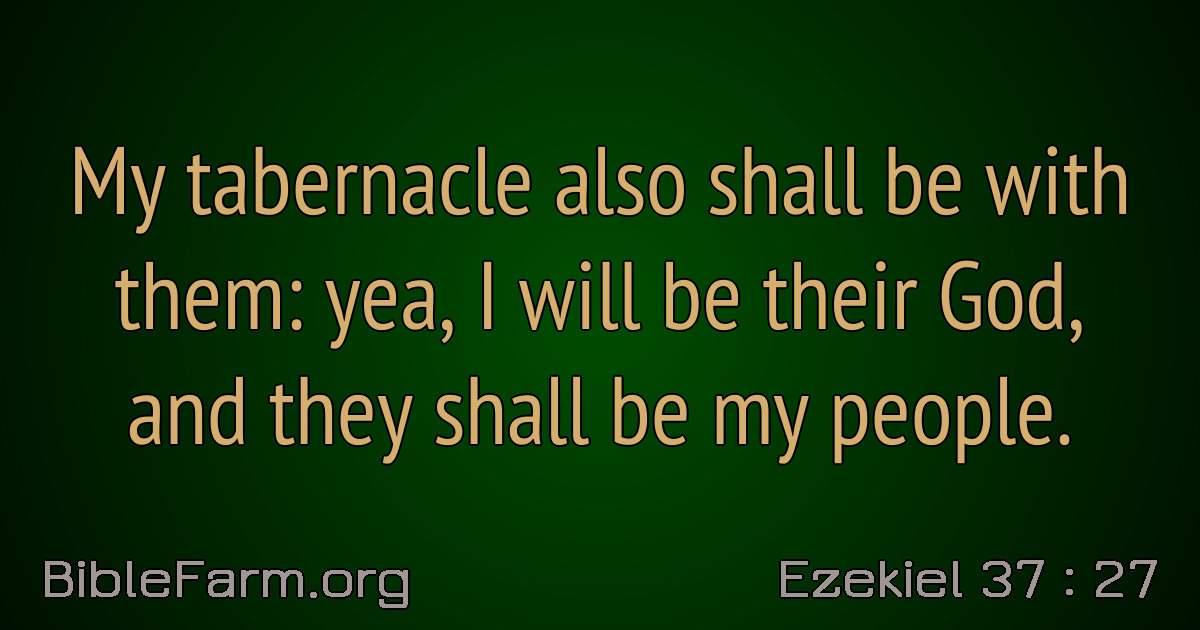 My tabernacle also shall be with
them: yea, I will be their God,
and they shall be my people.
BibleFarm.org
Ezekiel 37 : 27